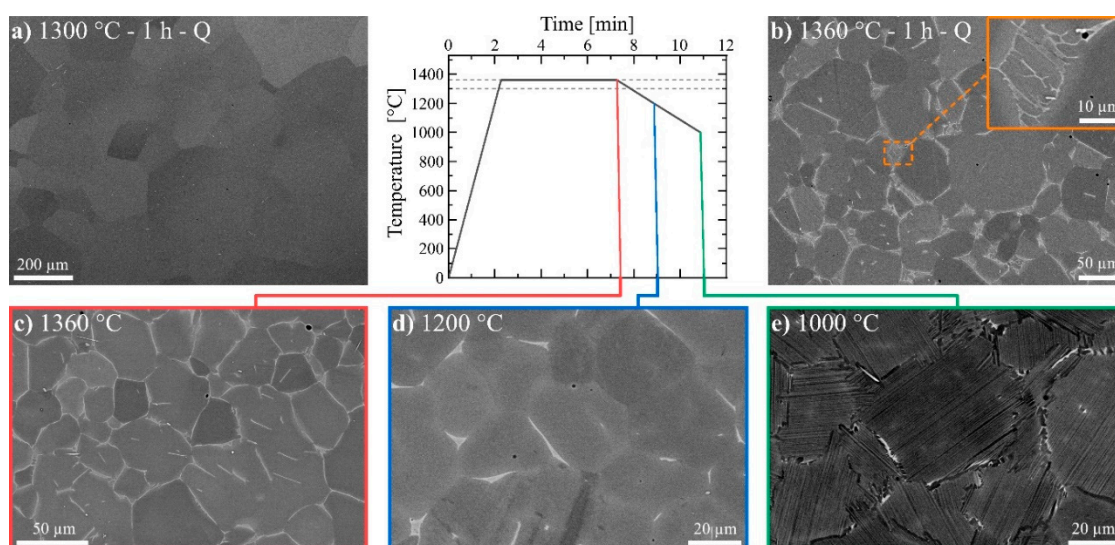 a) 1300 °C - 1 h - Q
200 µm
Time [min]
0 2 4 6 8 10 12
Temperature [°C]
1400
1200
1000
800
600
400
200
0
b) 1360 °C - 1 h - Q
10 µm
50 µm
c) 1360 °C
50 µm
d) 1200 °C
20 µm
e) 1000 °C
20 µm